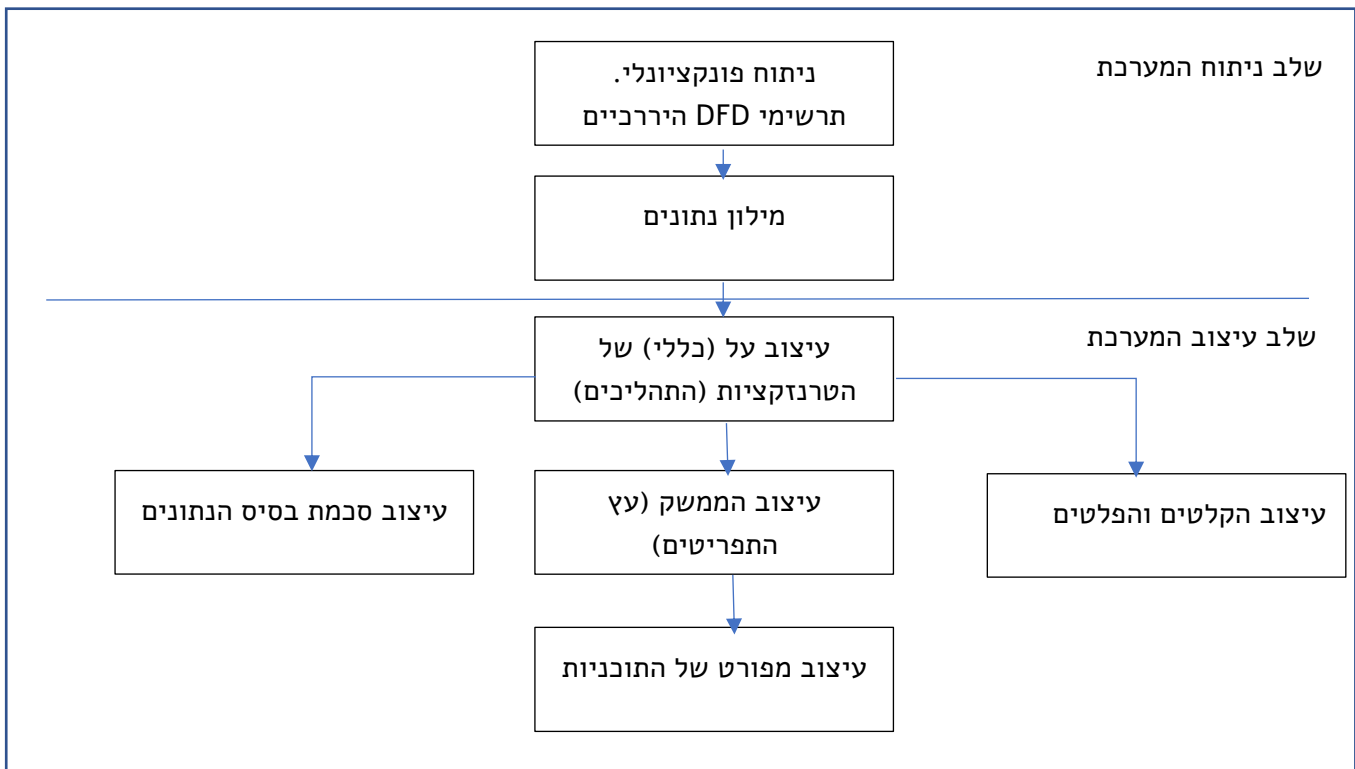 שלב ניתוח המערכת
ניתוח פונקציונלי.
תרשימי DFD היררכיים
מילון נתונים
שלב עיצוב המערכת
עיצוב על (כללי) של
הטרנזקציות (התהליכים)
עיצוב הקלטים והפלטים
עיצוב הממשק (עץ
התפריטים)
עיצוב סכמת בסיס הנתונים
עיצוב מפורט של התוכניות